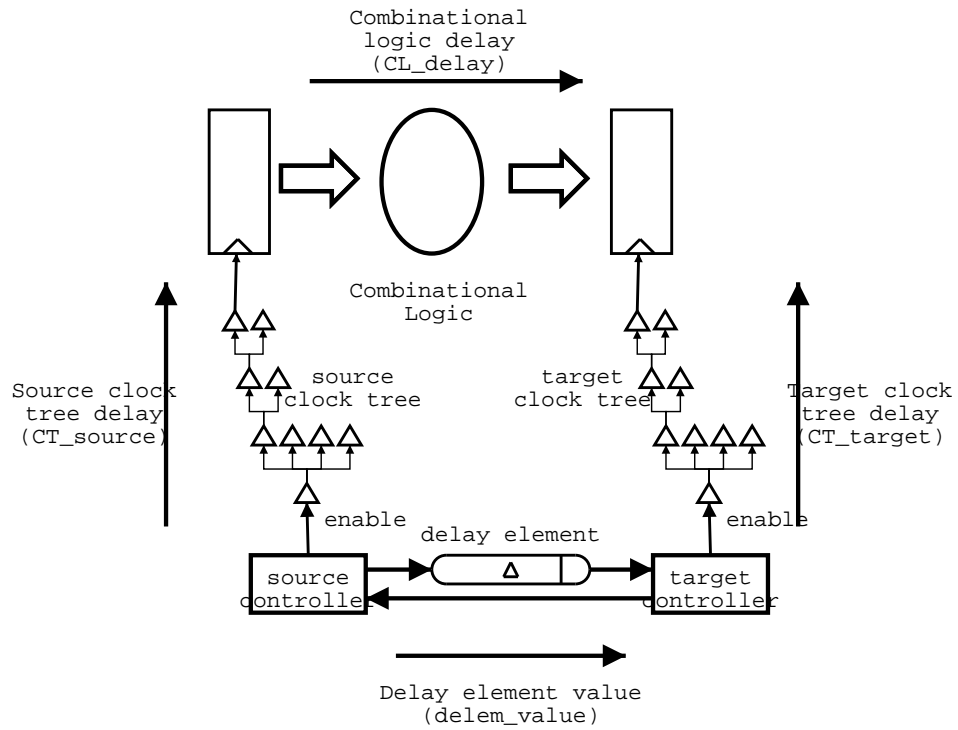 Combinational
logic delay
(CL_delay)
Combinational
Logic
Source clock
tree delay
(CT_source)
source
clock tree
target
clock tree
Target clock
tree delay
(CT_target)
enable
enable
delay element
source
controller
Δ
target
controller
Delay element value
(delem_value)